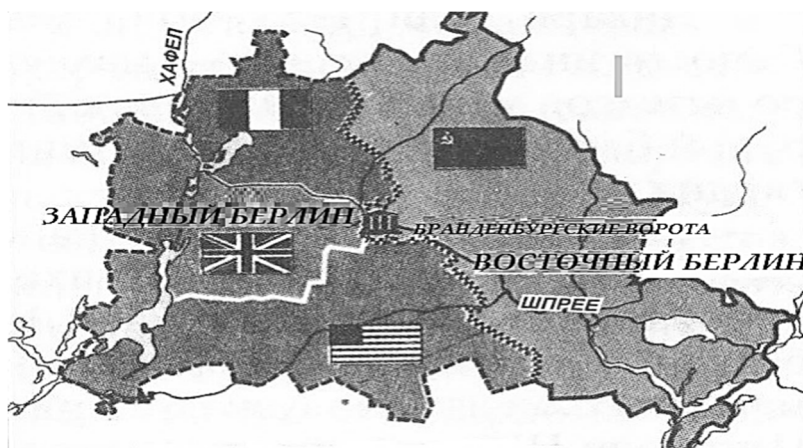 ХАФЕЛ
ЗАПАДНЫЙ БЕРЛИН
БРАНДЕНБУРГСКИЕ ВОРОТА
ВОСТОЧНЫЙ БЕРЛИН
ШПРЕЕ